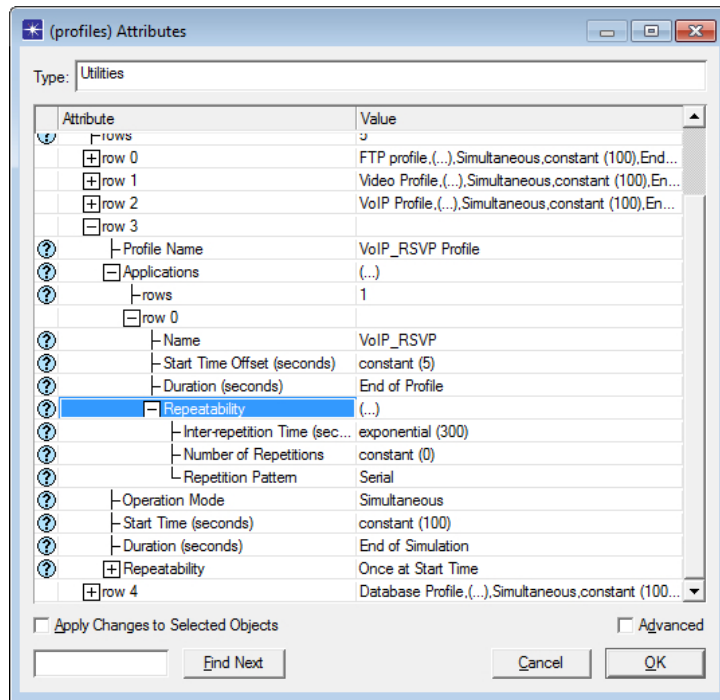 (profiles) Attributes
Type: Utilities
Attribute Value
rows 5
row 0 FTP profile,(...),Simultaneous,constant (100),End...
row 1 Video Profile,(...),Simultaneous,constant (100),En...
row 2 VoIP Profile,(...),Simultaneous,constant (100),En...
row 3
Profile Name VoIP_RSVP Profile
Applications (...)
rows 1
row 0
Name VoIP_RSVP
Start Time Offset (seconds) constant (5)
Duration (seconds) End of Profile
Repeatability (...)
Inter-repetition Time (sec... exponential (300)
Number of Repetitions constant (0)
Repetition Pattern Serial
Operation Mode Simultaneous
Start Time (seconds) constant (100)
Duration (seconds) End of Simulation
Repeatability Once at Start Time
row 4 Database Profile,(...),Simultaneous,constant (100...
Apply Changes to Selected Objects Advanced
Find Next Cancel OK